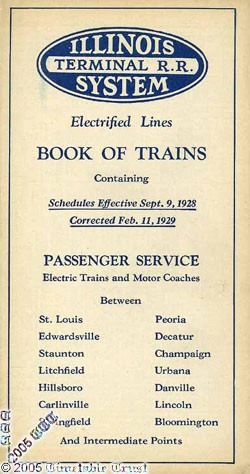 ILLINOIS
TERMINAL R.R.
SYSTEM
Electrified Lines
BOOK OF TRAINS
Containing
Schedules Effective Sept. 9, 1928
Corrected Feb. 11, 1929
PASSENGER SERVICE
Electric Trains and Motor Coaches
Between
St. Louis Peoria
Edwardsville Decatur
Staunton Champaign
Litchfield Urbana
Hillsboro Danville
Carlinville Lincoln
Springfield Bloomington
And Intermediate Points
© 2005
© 2005